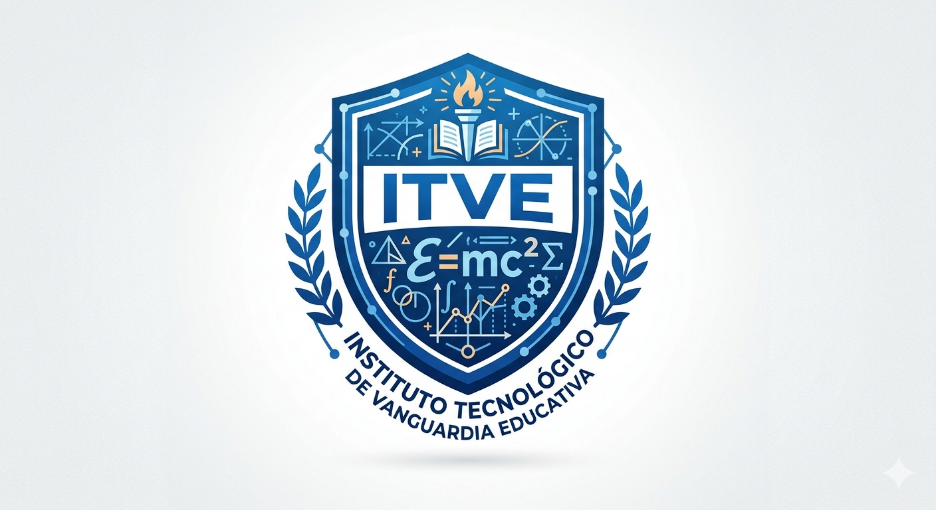 ITVE
Ɛ=mc²
Σ
f
∫
INSTITUTO TECNOLÓGICO
DE VANGUARDIA EDUCATIVA